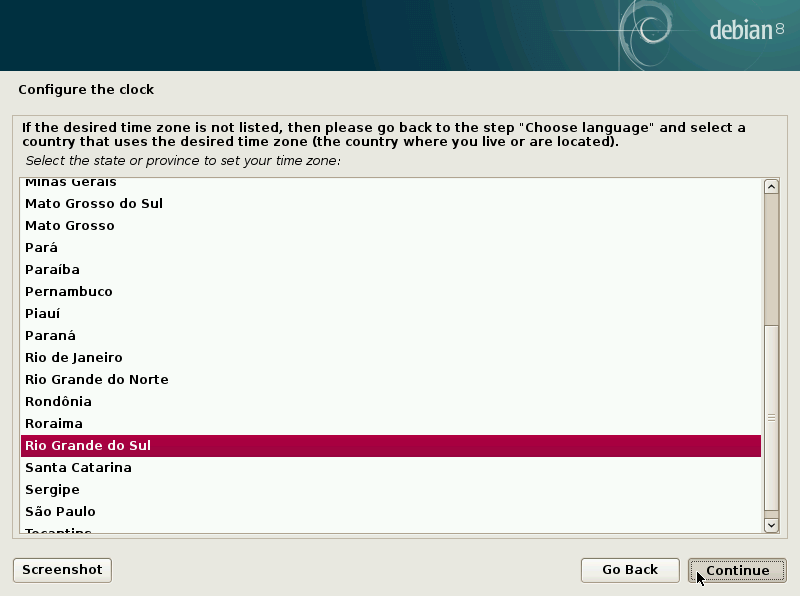 debian 8
Configure the clock
If the desired time zone is not listed, then please go back to the step "Choose language" and select a
country that uses the desired time zone (the country where you live or are located).
Select the state or province to set your time zone:
Minas Gerais
Mato Grosso do Sul
Mato Grosso
Pará
Paraíba
Pernambuco
Piauí
Paraná
Rio de Janeiro
Rio Grande do Norte
Rondônia
Roraima
Rio Grande do Sul
Santa Catarina
Sergipe
São Paulo
Tocantins
Screenshot
Go Back
Continue